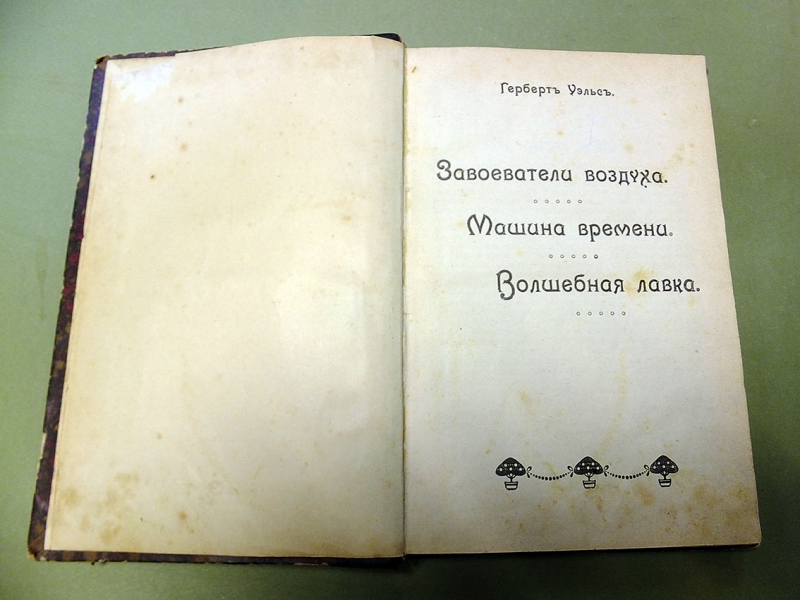 Гербертъ Уэльсъ.
Завоеватели воздуха.
Машина времени.
Волшебная лавка.